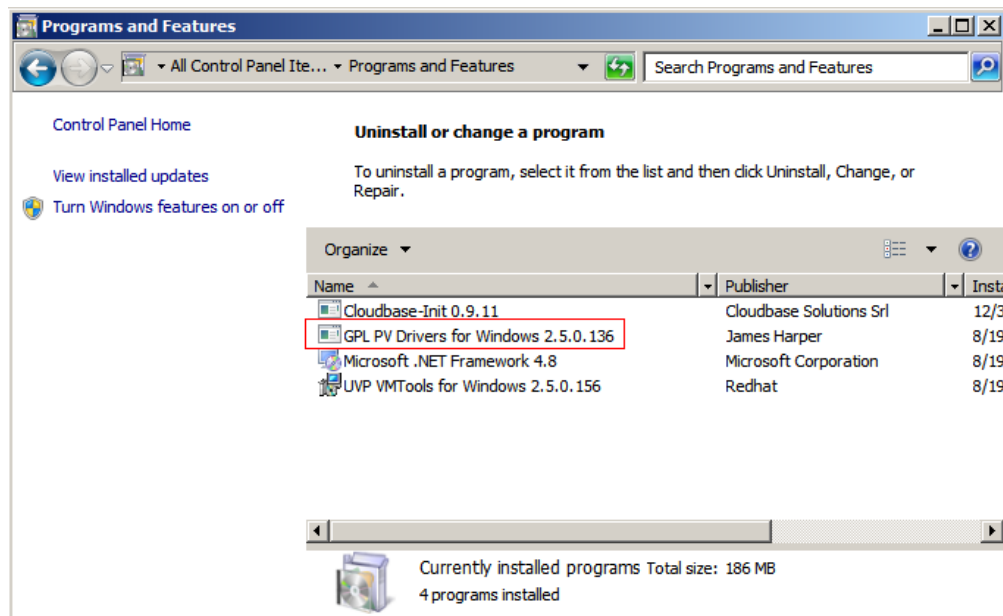 Programs and Features
All Control Panel Ite... Programs and Features
Search Programs and Features
Control Panel Home
View installed updates
Turn Windows features on or off
Uninstall or change a program
To uninstall a program, select it from the list and then click Uninstall, Change, or
Repair.
Organize
Name Publisher Insta
Cloudbase-Init 0.9.11 Cloudbase Solutions Srl 12/3
GPL PV Drivers for Windows 2.5.0.136 James Harper 8/19
Microsoft .NET Framework 4.8 Microsoft Corporation 8/19
UVP VMTools for Windows 2.5.0.156 Redhat 8/19
Currently installed programs Total size: 186 MB
4 programs installed